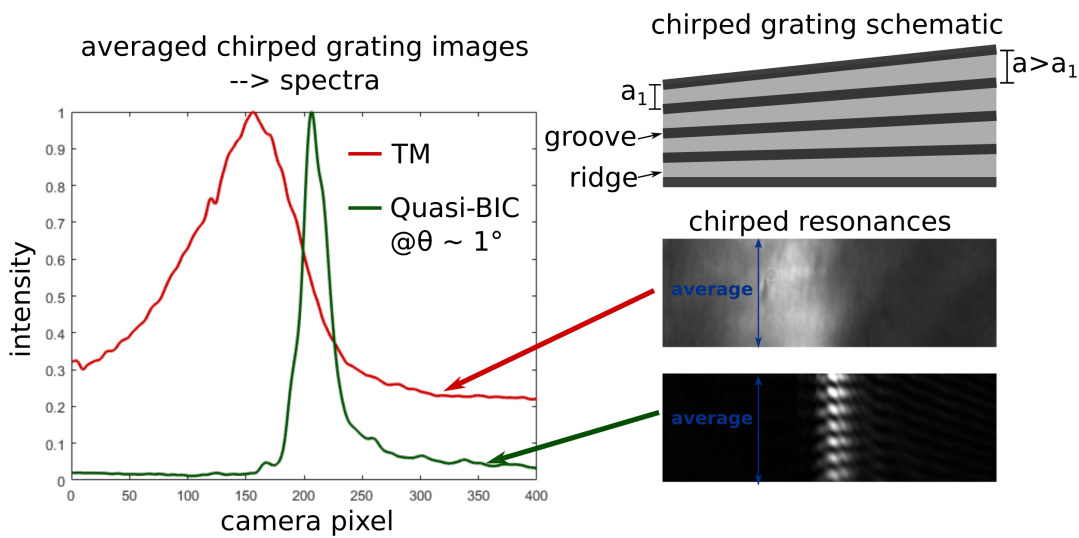 averaged chirped grating images
--> spectra
1
0.9
0.8
0.7
0.6
0.5
0.4
0.3
0.2
0.1
0
0
50
100
150
200
250
300
350
400
intensity
camera pixel
TM
Quasi-BIC
@θ ~ 1°
chirped grating schematic
a₁
a>a₁
groove
ridge
chirped resonances
average
average